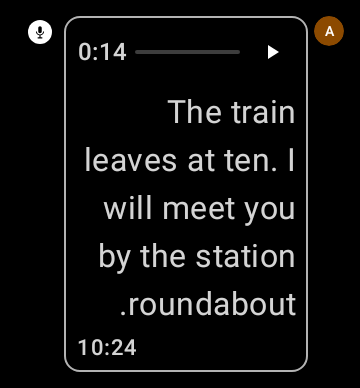 0:14
A
The train
leaves at ten. I
will meet you
by the station
.roundabout
10:24